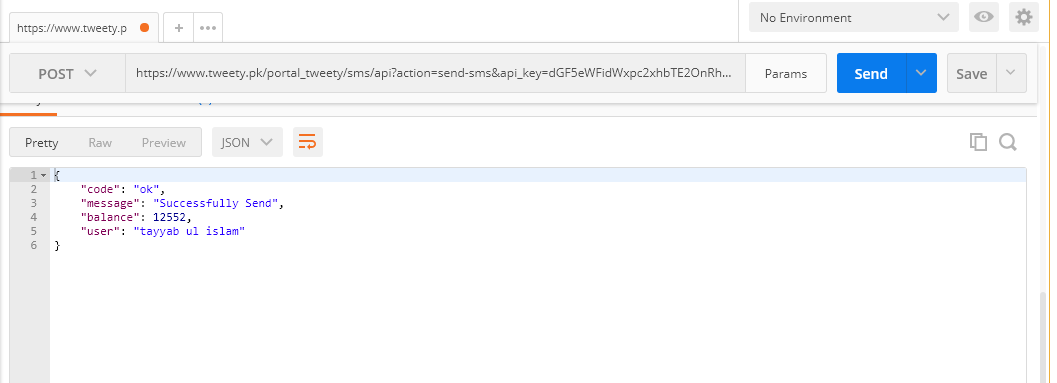 https://www.tweety.p
No Environment
POST
https://www.tweety.pk/portal_tweety/sms/api?action=send-sms&api_key=dGF5eWFidWxpc2xhbTE2OnRh...
Params
Send
Save
Pretty
Raw
Preview
JSON
1 {
2 "code": "ok",
3 "message": "Successfully Send",
4 "balance": 12552,
5 "user": "tayyab ul islam"
6 }